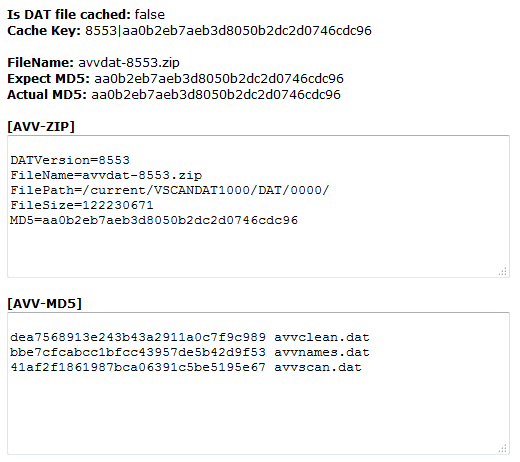 Is DAT file cached: false
Cache Key: 8553|aa0b2eb7aeb3d8050b2dc2d0746cdc96
FileName: avvdat-8553.zip
Expect MD5: aa0b2eb7aeb3d8050b2dc2d0746cdc96
Actual MD5: aa0b2eb7aeb3d8050b2dc2d0746cdc96
[AVV-ZIP]
DATVersion=8553
FileName=avvdat-8553.zip
FilePath=/current/VSCANDAT1000/DAT/0000/
FileSize=122230671
MD5=aa0b2eb7aeb3d8050b2dc2d0746cdc96
[AVV-MD5]
dea7568913e243b43a2911a0c7f9c989 avvclean.dat
bbe7cfcabcc1bfcc43957de5b42d9f53 avvnames.dat
41af2f1861987bca06391c5be5195e67 avvscan.dat